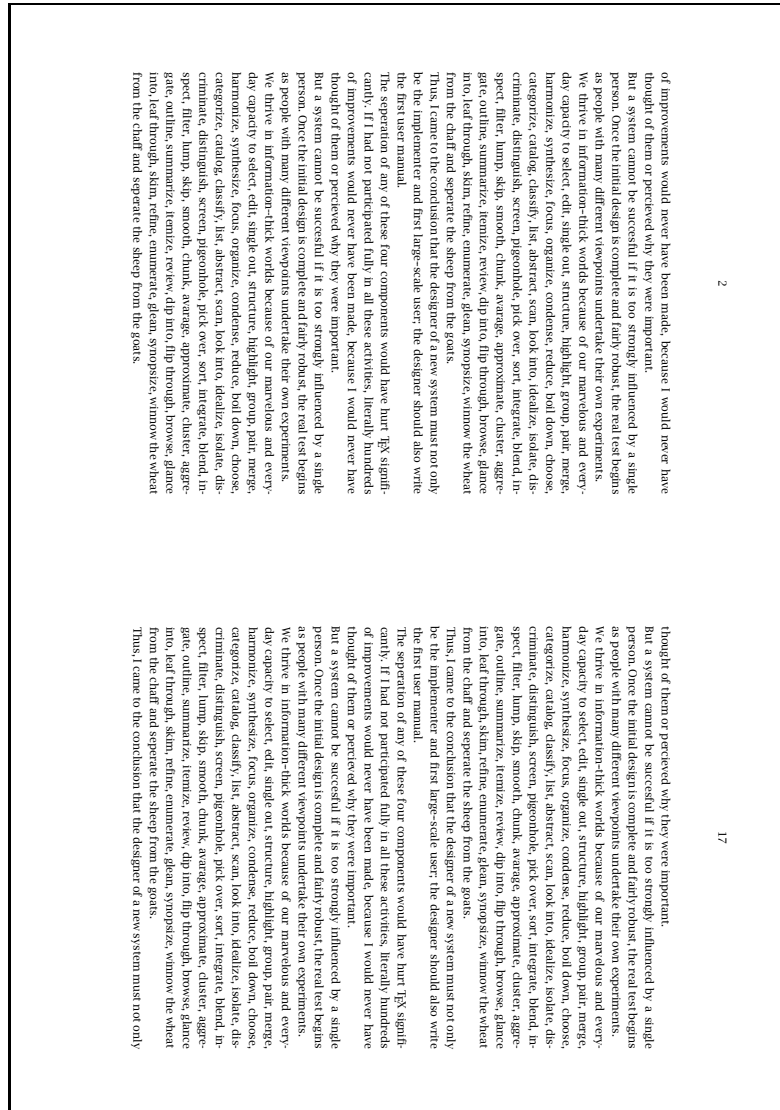 2
of improvements would never have been made, because I would never have
thought of them or percieved why they were important.
But a system cannot be succesful if it is too strongly influenced by a single
person. Once the initial design is complete and fairly robust, the real test begins
as people with many different viewpoints undertake their own experiments.
We thrive in information–thick worlds because of our marvelous and every-
day capacity to select, edit, single out, structure, highlight, group, pair, merge,
harmonize, synthesize, focus, organize, condense, reduce, boil down, choose,
categorize, catalog, classify, list, abstract, scan, look into, idealize, isolate, dis-
criminate, distinguish, screen, pigeonhole, pick over, sort, integrate, blend, in-
spect, filter, lump, skip, smooth, chunk, avarage, approximate, cluster, aggre-
gate, outline, summarize, itemize, review, dip into, flip through, browse, glance
into, leaf through, skim, refine, enumerate, glean, synopsize, winnow the wheat
from the chaff and seperate the sheep from the goats.
Thus, I came to the conclusion that the designer of a new system must not only
be the implementer and first large–scale user; the designer should also write
the first user manual.
The seperation of any of these four components would have hurt TEX signifi-
cantly. If I had not participated fully in all these activities, literally hundreds
of improvements would never have been made, because I would never have
thought of them or percieved why they were important.
But a system cannot be succesful if it is too strongly influenced by a single
person. Once the initial design is complete and fairly robust, the real test begins
as people with many different viewpoints undertake their own experiments.
We thrive in information–thick worlds because of our marvelous and every-
day capacity to select, edit, single out, structure, highlight, group, pair, merge,
harmonize, synthesize, focus, organize, condense, reduce, boil down, choose,
categorize, catalog, classify, list, abstract, scan, look into, idealize, isolate, dis-
criminate, distinguish, screen, pigeonhole, pick over, sort, integrate, blend, in-
spect, filter, lump, skip, smooth, chunk, avarage, approximate, cluster, aggre-
gate, outline, summarize, itemize, review, dip into, flip through, browse, glance
into, leaf through, skim, refine, enumerate, glean, synopsize, winnow the wheat
from the chaff and seperate the sheep from the goats.
17
thought of them or percieved why they were important.
But a system cannot be succesful if it is too strongly influenced by a single
person. Once the initial design is complete and fairly robust, the real test begins
as people with many different viewpoints undertake their own experiments.
We thrive in information–thick worlds because of our marvelous and every-
day capacity to select, edit, single out, structure, highlight, group, pair, merge,
harmonize, synthesize, focus, organize, condense, reduce, boil down, choose,
categorize, catalog, classify, list, abstract, scan, look into, idealize, isolate, dis-
criminate, distinguish, screen, pigeonhole, pick over, sort, integrate, blend, in-
spect, filter, lump, skip, smooth, chunk, avarage, approximate, cluster, aggre-
gate, outline, summarize, itemize, review, dip into, flip through, browse, glance
into, leaf through, skim, refine, enumerate, glean, synopsize, winnow the wheat
from the chaff and seperate the sheep from the goats.
Thus, I came to the conclusion that the designer of a new system must not only
be the implementer and first large–scale user; the designer should also write
the first user manual.
The seperation of any of these four components would have hurt TEX signifi-
cantly. If I had not participated fully in all these activities, literally hundreds
of improvements would never have been made, because I would never have
thought of them or percieved why they were important.
But a system cannot be succesful if it is too strongly influenced by a single
person. Once the initial design is complete and fairly robust, the real test begins
as people with many different viewpoints undertake their own experiments.
We thrive in information–thick worlds because of our marvelous and every-
day capacity to select, edit, single out, structure, highlight, group, pair, merge,
harmonize, synthesize, focus, organize, condense, reduce, boil down, choose,
categorize, catalog, classify, list, abstract, scan, look into, idealize, isolate, dis-
criminate, distinguish, screen, pigeonhole, pick over, sort, integrate, blend, in-
spect, filter, lump, skip, smooth, chunk, avarage, approximate, cluster, aggre-
gate, outline, summarize, itemize, review, dip into, flip through, browse, glance
into, leaf through, skim, refine, enumerate, glean, synopsize, winnow the wheat
from the chaff and seperate the sheep from the goats.
Thus, I came to the conclusion that the designer of a new system must not only